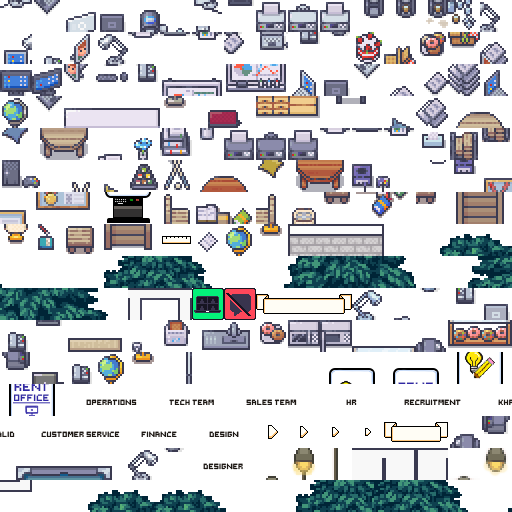 RENT
OFFICE
OPERATIONS TECH TEAM SALES TEAM HR RECRUITMENT
CUSTOMER SERVICE FINANCE DESIGN
DESIGNER